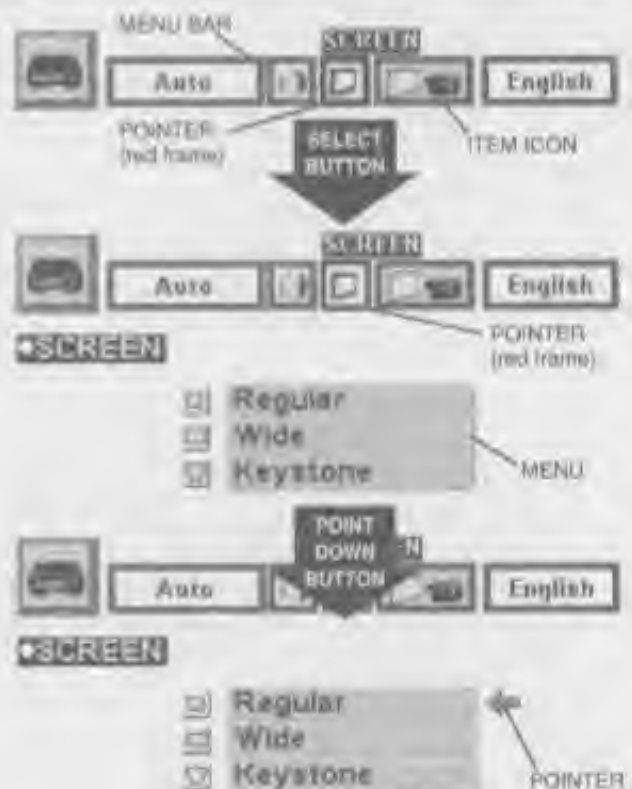 MENU BAR
SCREEN
Auto
English
POINTER
(red frame)
SELECT
BUTTON
ITEM ICON
SCREEN
Auto
English
POINTER
(red frame)
SCREEN
Regular
Wide
Keystone
MENU
POINT
DOWN
BUTTON
N
Auto
English
SCREEN
Regular
Wide
Keystone
POINTER